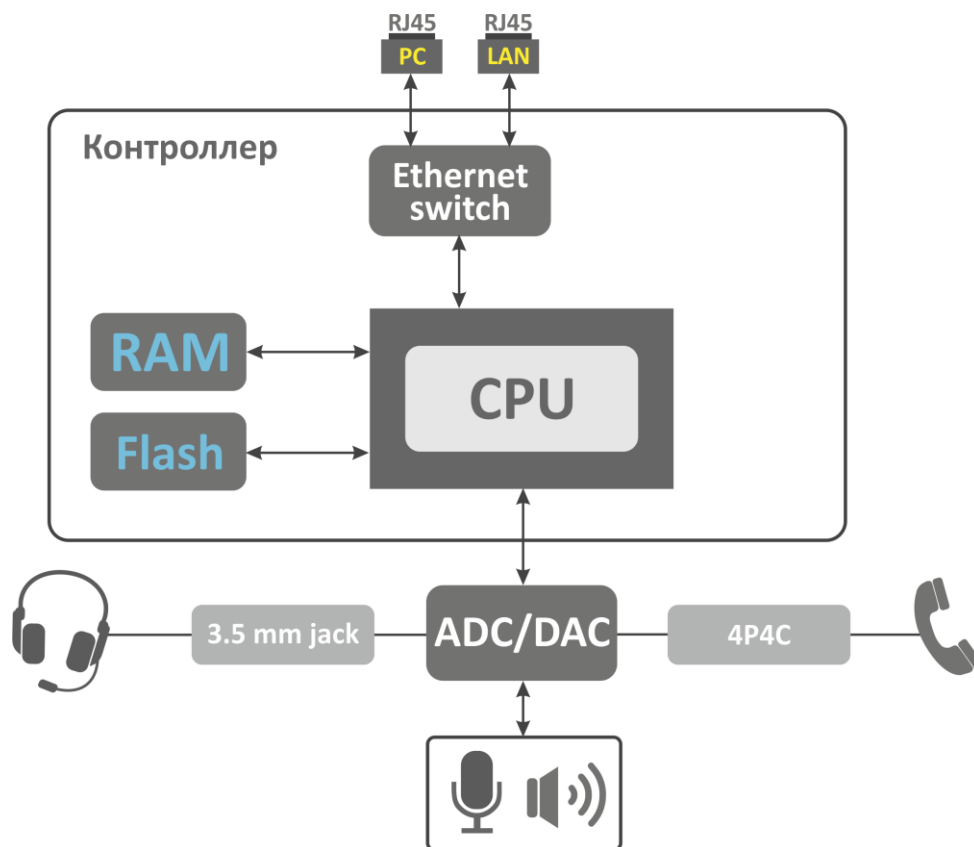 RJ45 RJ45
PC LAN
Контроллер
Ethernet
switch
RAM
CPU
Flash
3.5 mm jack ADC/DAC 4P4C